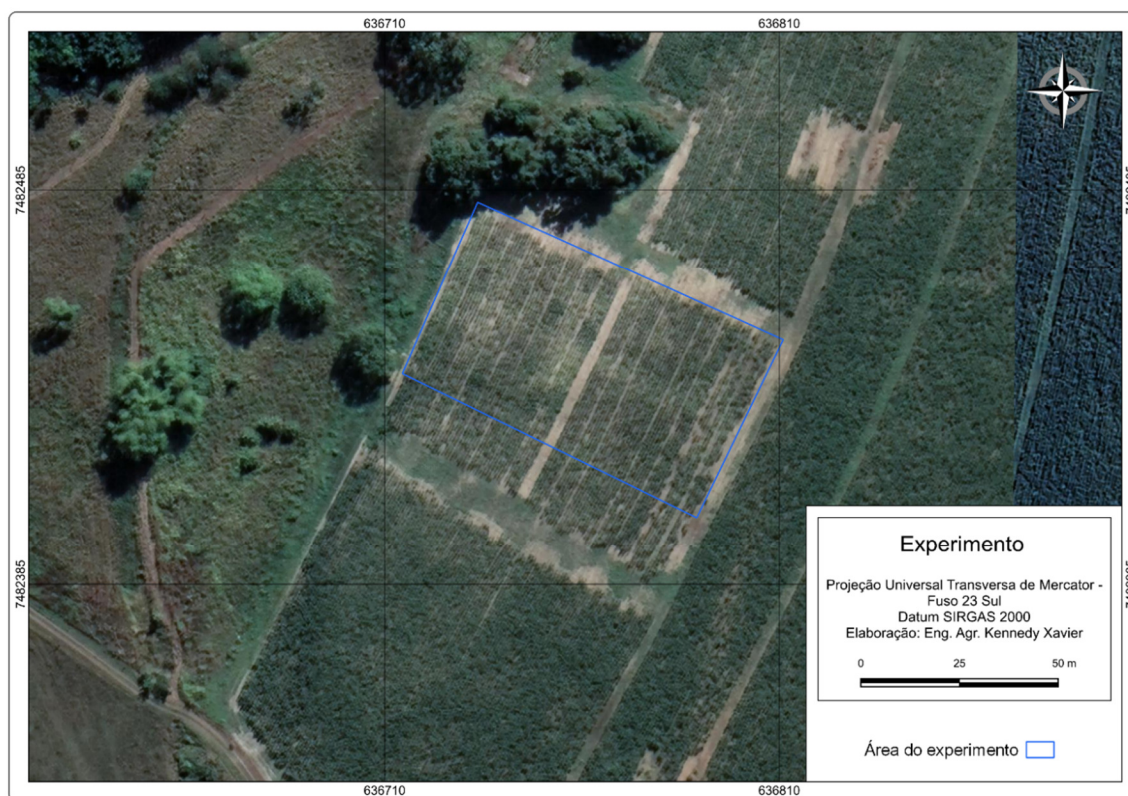 636710
636810
7482485
7482385
Experimento
Projeção Universal Transversa de Mercator -
Fuso 23 Sul
Datum SIRGAS 2000
Elaboração: Eng. Agr. Kennedy Xavier
0 25 50 m
Área do experimento
636710
636810